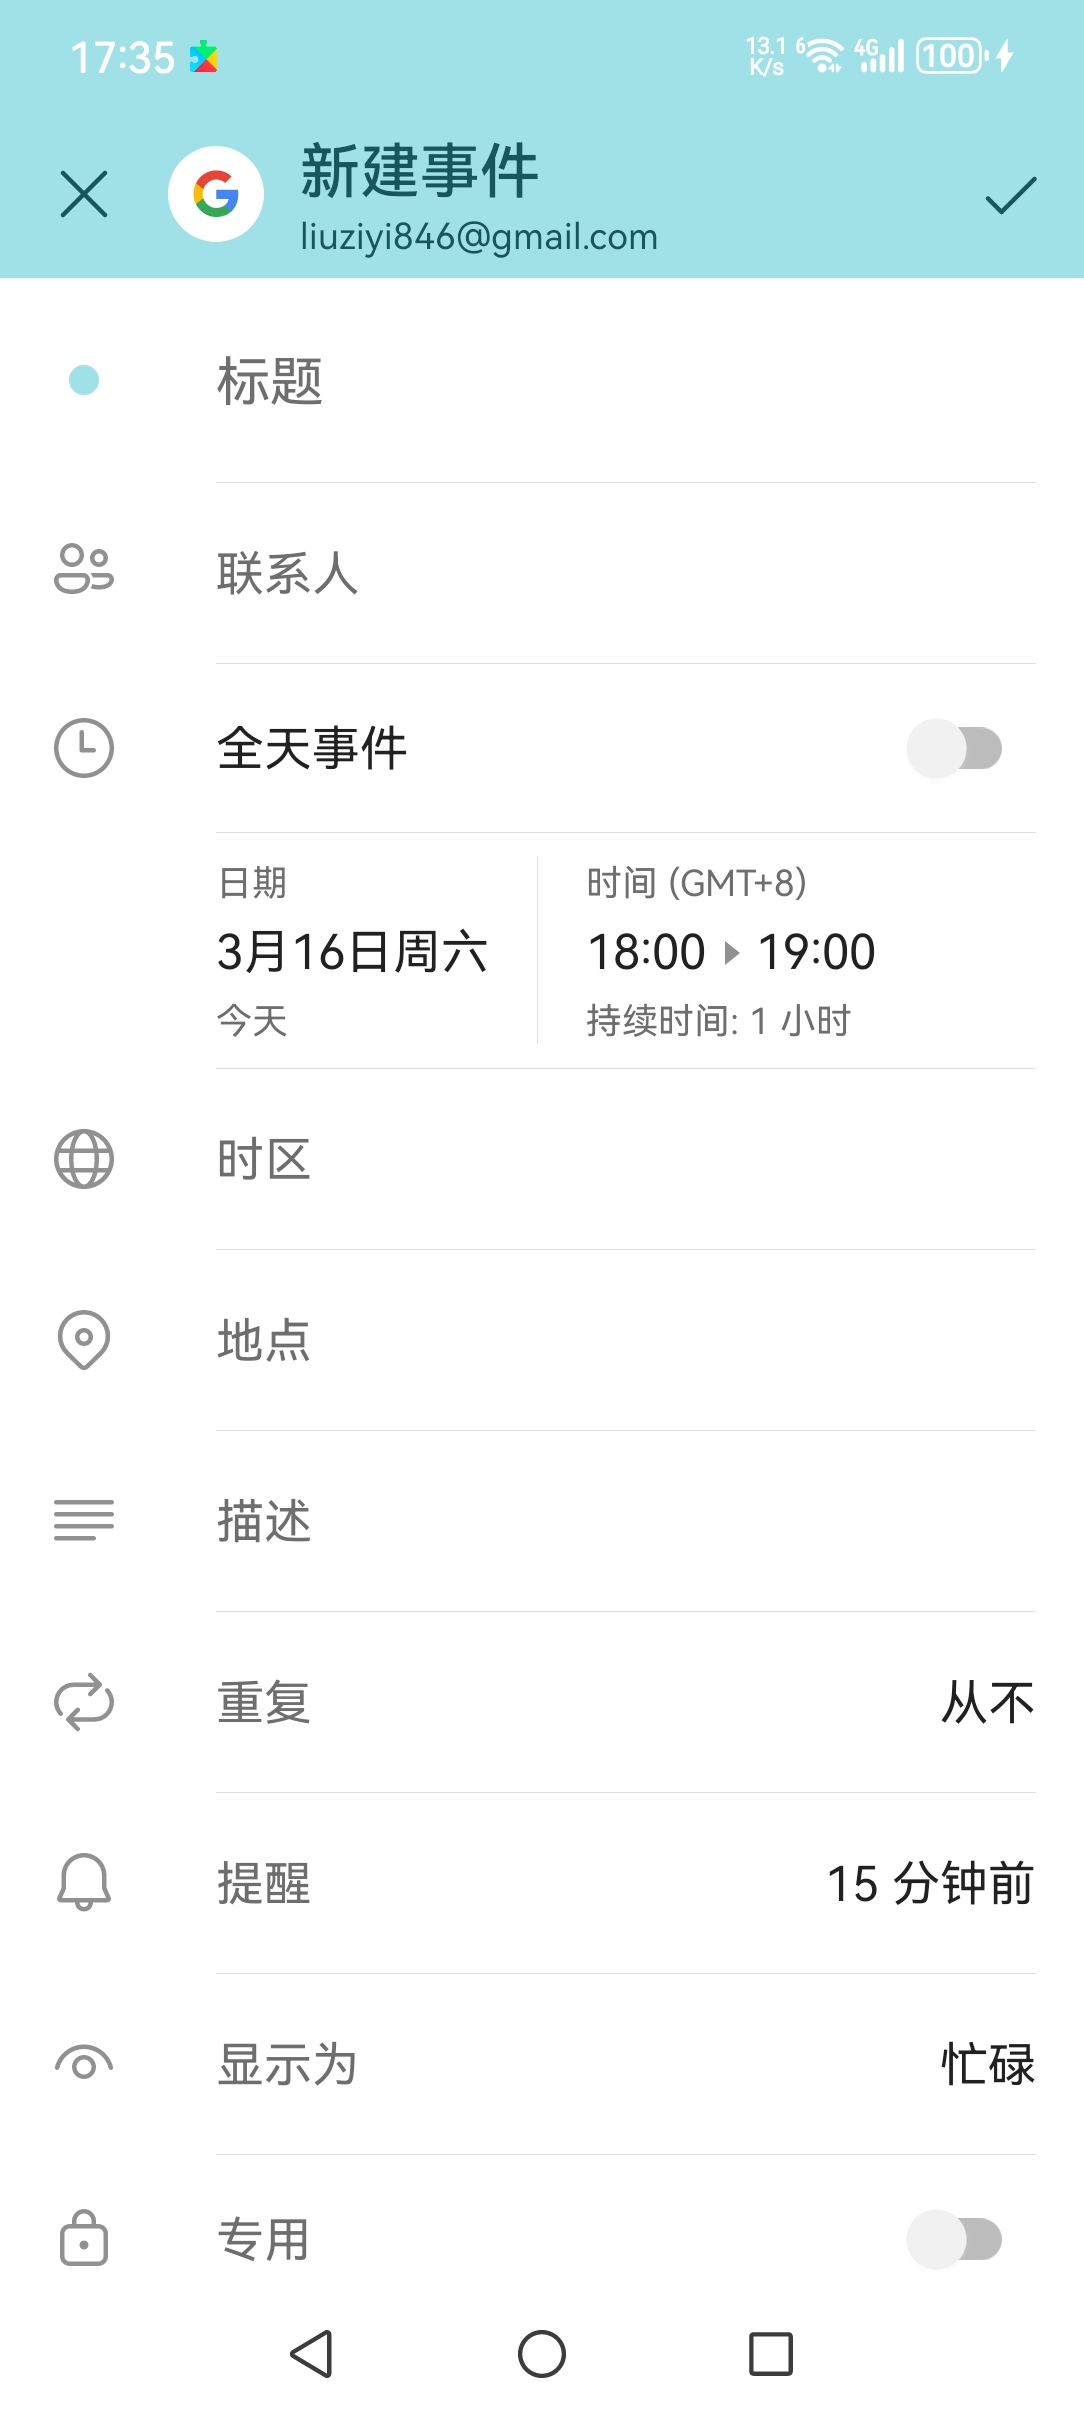 17:35
13.1 K/s 6 4G 100
新建事件
liuziyi846@gmail.com
标题
联系人
全天事件
日期
3月16日周六
今天
时间 (GMT+8)
18:00 19:00
持续时间: 1 小时
时区
地点
描述
重复 从不
提醒 15 分钟前
显示为 忙碌
专用